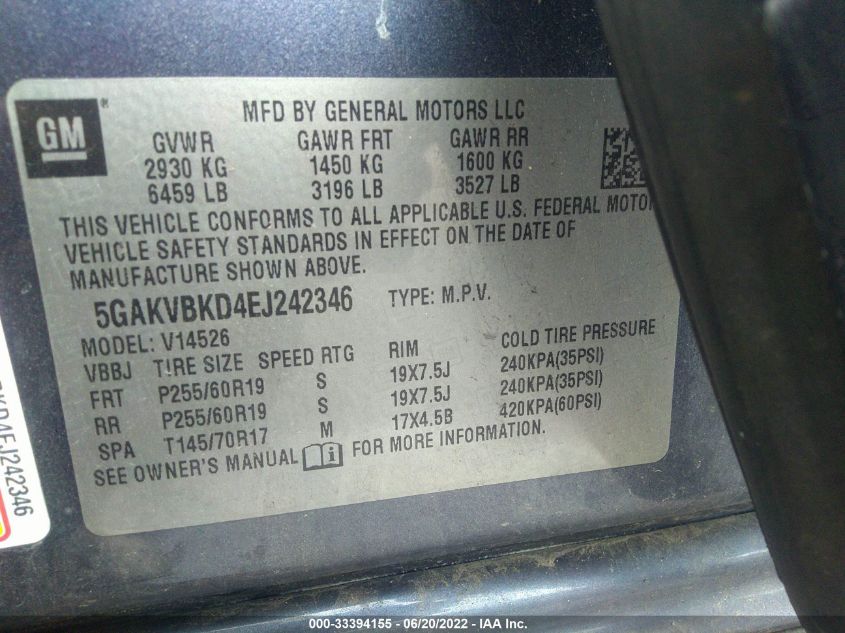 GM
MFD BY GENERAL MOTORS LLC
GVWR GAWR FRT GAWR RR
2930 KG 1450 KG 1600 KG
6459 LB 3196 LB 3527 LB
THIS VEHICLE CONFORMS TO ALL APPLICABLE U.S. FEDERAL MOTOR
VEHICLE SAFETY STANDARDS IN EFFECT ON THE DATE OF
MANUFACTURE SHOWN ABOVE.
5GAKVBKD4EJ242346 TYPE: M.P.V.
MODEL: V14526
VBBJ TIRE SIZE SPEED RTG RIM COLD TIRE PRESSURE
FRT P255/60R19 S 19X7.5J 240KPA(35PSI)
RR P255/60R19 S 19X7.5J 240KPA(35PSI)
SPA T145/70R17 M 17X4.5B 420KPA(60PSI)
SEE OWNER'S MANUAL i FOR MORE INFORMATION.
KD4EJ242346
000-33394155 - 06/20/2022 - IAA Inc.